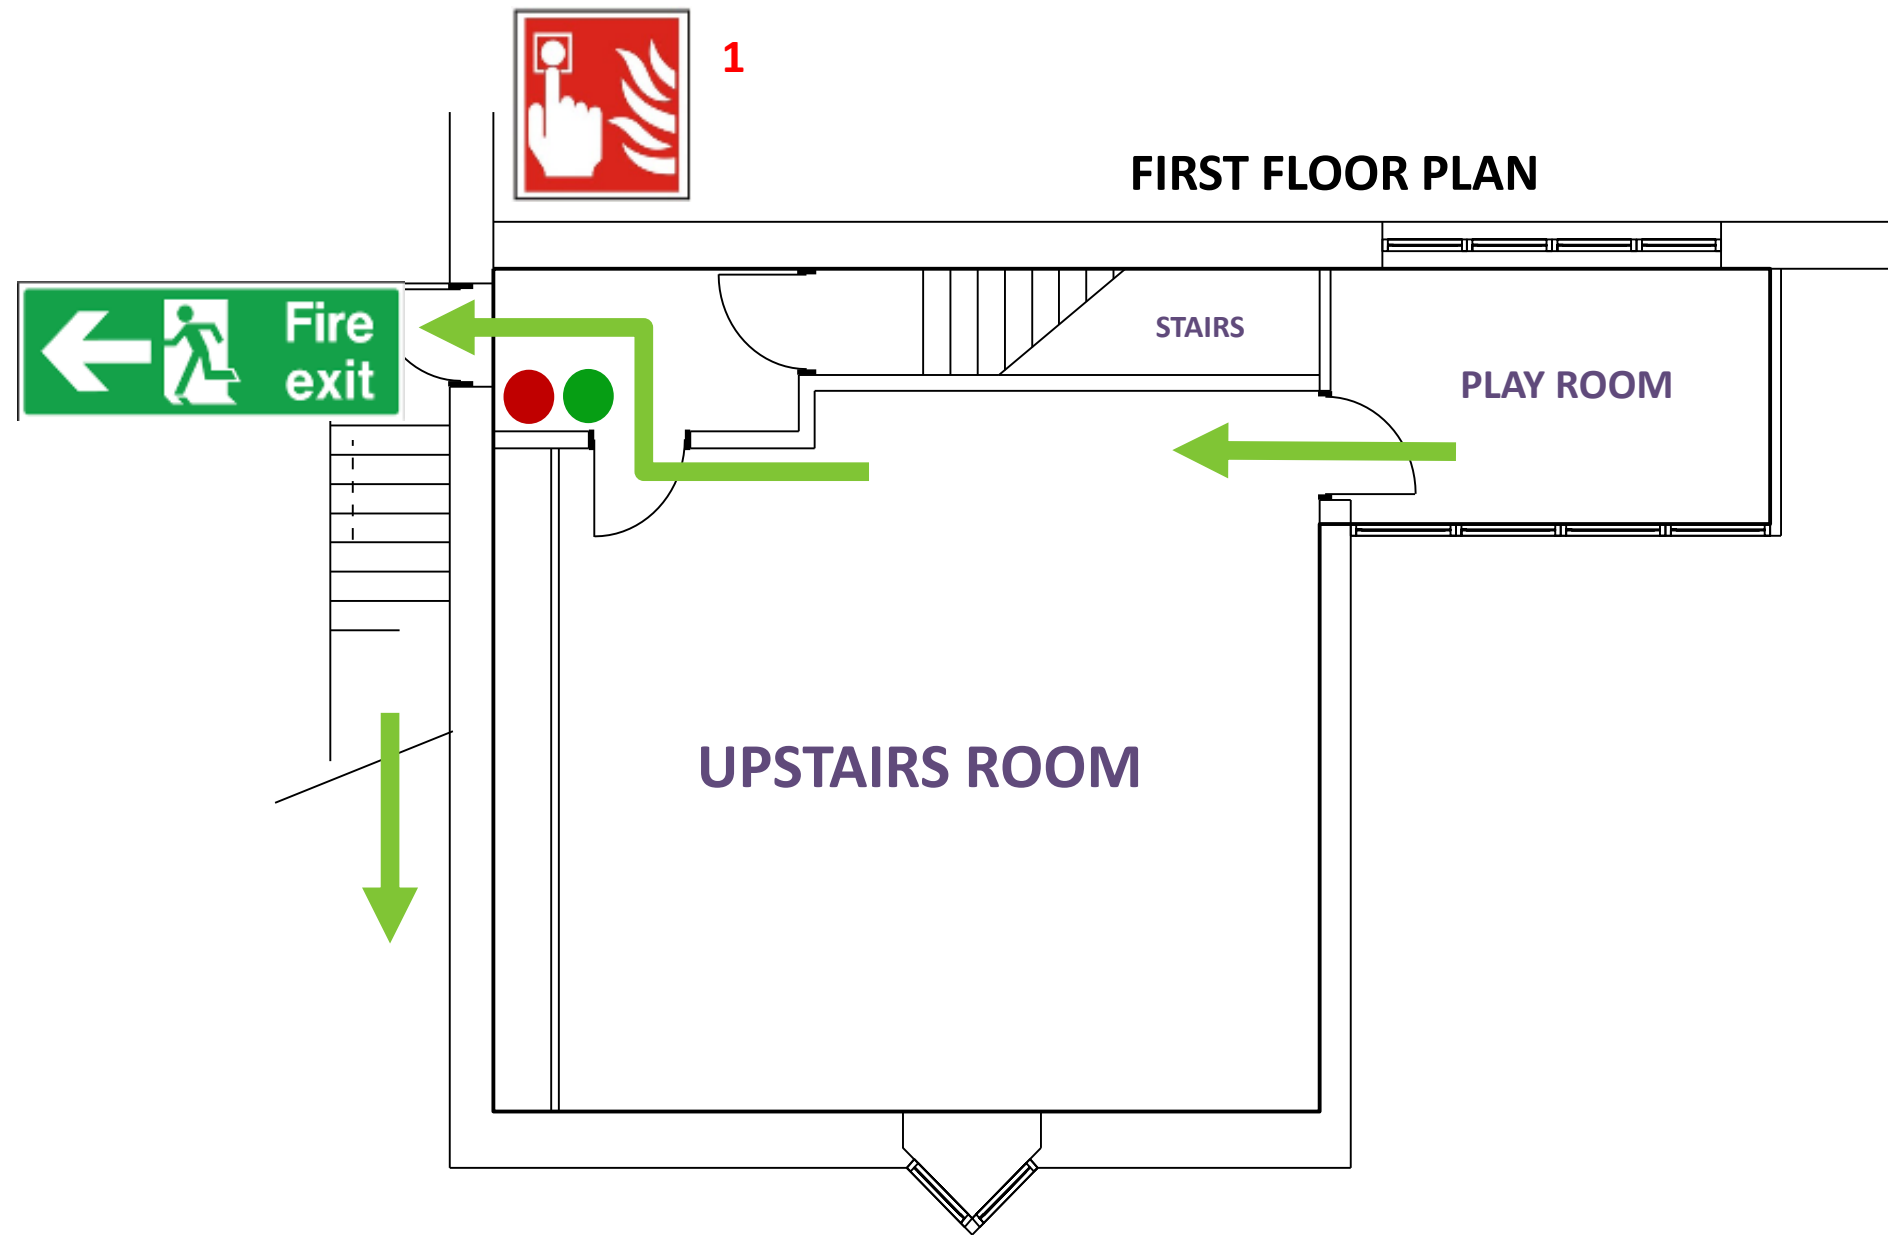 1
FIRST FLOOR PLAN
Fire
exit
STAIRS
PLAY ROOM
UPSTAIRS ROOM